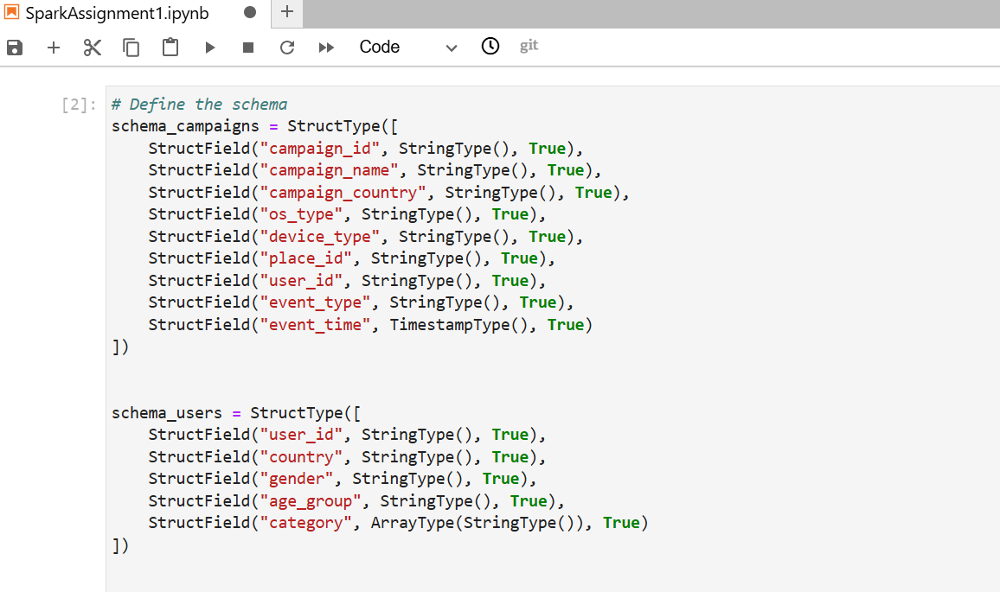 SparkAssignment1.ipynb
Code
git
[2]:
# Define the schema
schema_campaigns = StructType([
    StructField("campaign_id", StringType(), True),
    StructField("campaign_name", StringType(), True),
    StructField("campaign_country", StringType(), True),
    StructField("os_type", StringType(), True),
    StructField("device_type", StringType(), True),
    StructField("place_id", StringType(), True),
    StructField("user_id", StringType(), True),
    StructField("event_type", StringType(), True),
    StructField("event_time", TimestampType(), True)
])
schema_users = StructType([
    StructField("user_id", StringType(), True),
    StructField("country", StringType(), True),
    StructField("gender", StringType(), True),
    StructField("age_group", StringType(), True),
    StructField("category", ArrayType(StringType()), True)
])